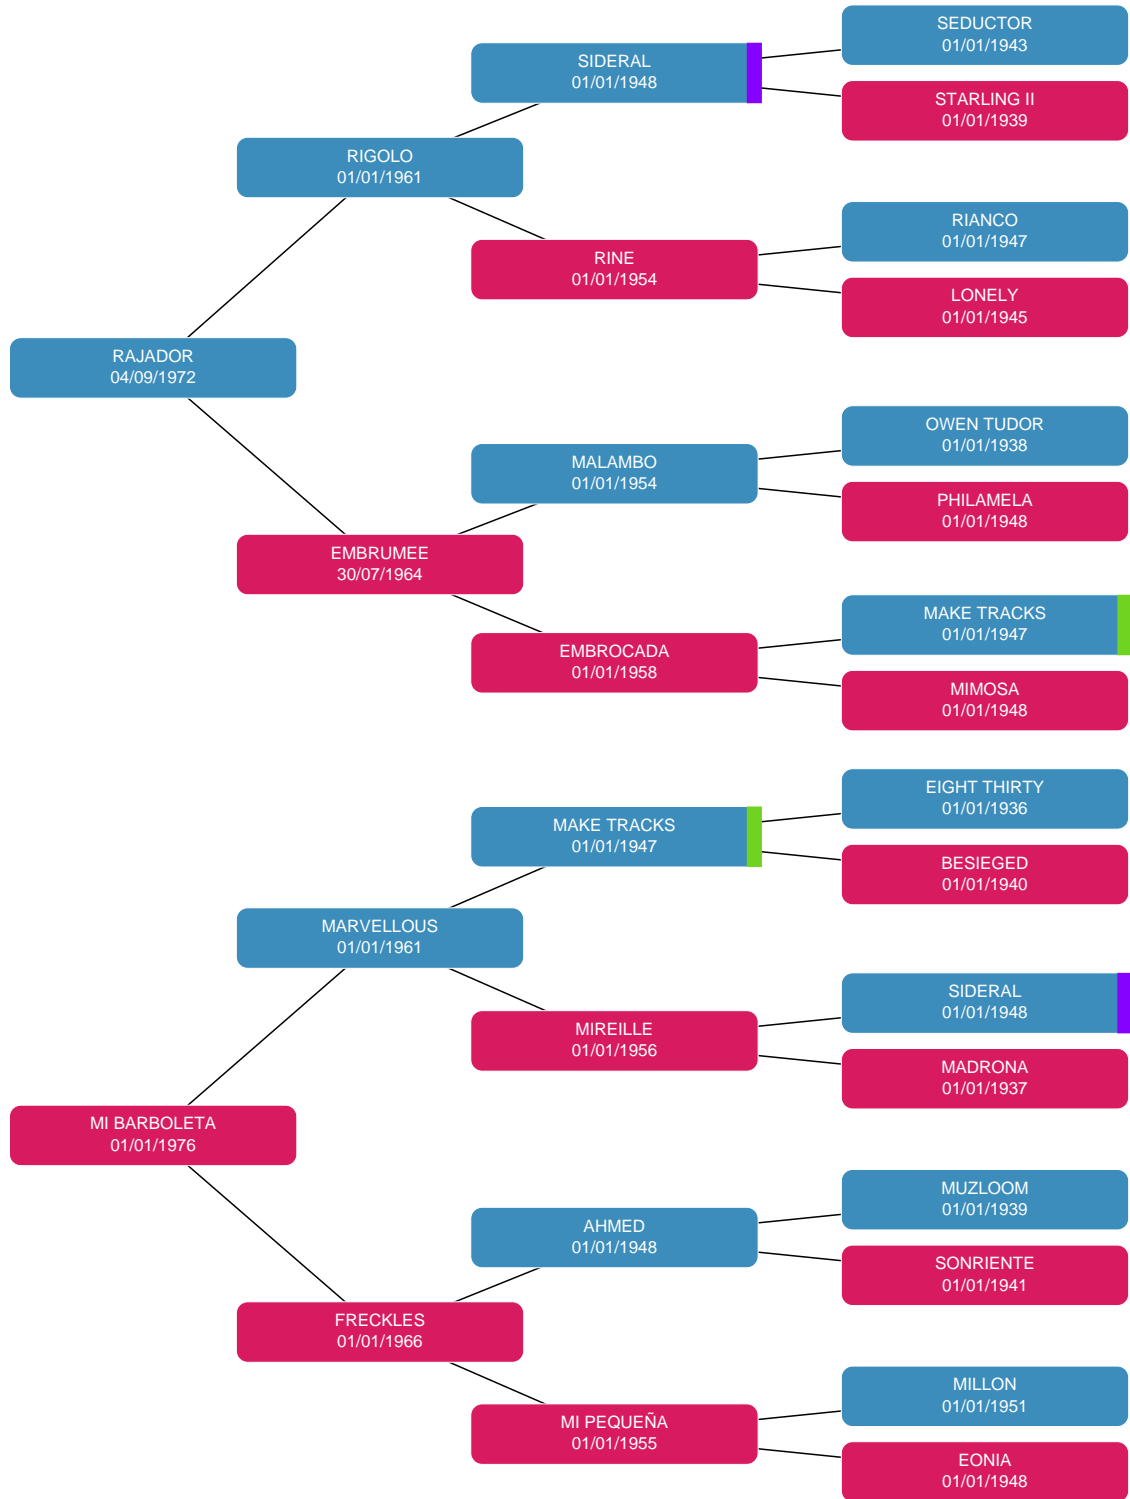 SEDUCTOR
01/01/1943
SIDERAL
01/01/1948
STARLING II
01/01/1939
RIGOLO
01/01/1961
RIANCO
01/01/1947
RINE
01/01/1954
LONELY
01/01/1945
RAJADOR
04/09/1972
OWEN TUDOR
01/01/1938
MALAMBO
01/01/1954
PHILAMELA
01/01/1948
EMBRUMEE
30/07/1964
MAKE TRACKS
01/01/1947
EMBROCADA
01/01/1958
MIMOSA
01/01/1948
EIGHT THIRTY
01/01/1936
MAKE TRACKS
01/01/1947
BESIEGED
01/01/1940
MARVELLOUS
01/01/1961
SIDERAL
01/01/1948
MIREILLE
01/01/1956
MADRONA
01/01/1937
MI BARBOLETA
01/01/1976
MUZLOOM
01/01/1939
AHMED
01/01/1948
SONRIENTE
01/01/1941
FRECKLES
01/01/1966
MILLON
01/01/1951
MI PEQUEÑA
01/01/1955
EONIA
01/01/1948